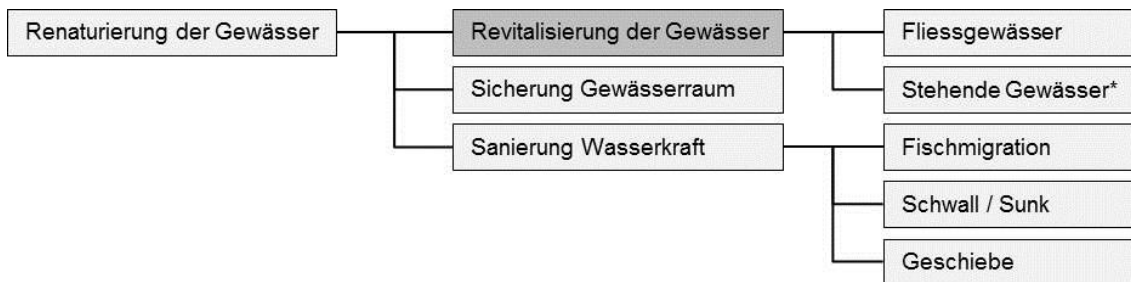 Renaturierung der Gewässer
Revitalisierung der Gewässer
Fliessgewässer
Sicherung Gewässerraum
Stehende Gewässer*
Sanierung Wasserkraft
Fischmigration
Schwall / Sunk
Geschiebe